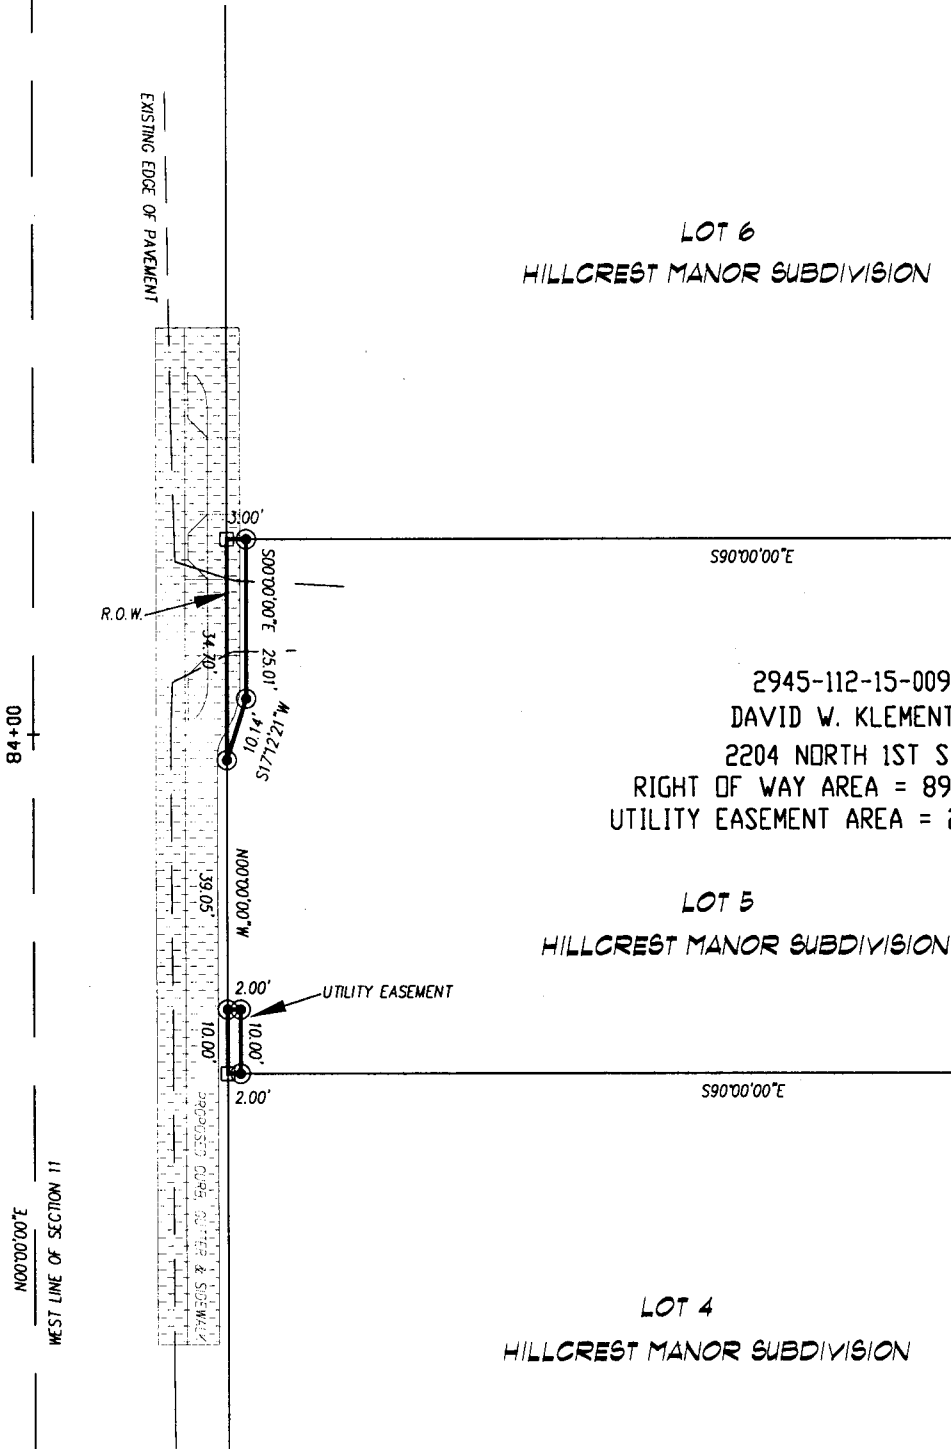 EXISTING EDGE OF PAVEMENT
LOT 6
HILLCREST MANOR SUBDIVISION
3.00'
S90°00'00"E
S00°00'00"E 25.01'
R.O.W.
34.70'
10.14'
S17°12'21"W
84+00
2945-112-15-009
DAVID W. KLEMENT
2204 NORTH 1ST S
RIGHT OF WAY AREA = 89
UTILITY EASEMENT AREA =
N00°00'00"W
39.05'
LOT 5
HILLCREST MANOR SUBDIVISION
2.00'
UTILITY EASEMENT
10.00'
10.00'
2.00'
S90°00'00"E
PROPOSED CURB, GUTTER & SIDEWALK
WEST LINE OF SECTION 11
N00°00'00"E
LOT 4
HILLCREST MANOR SUBDIVISION